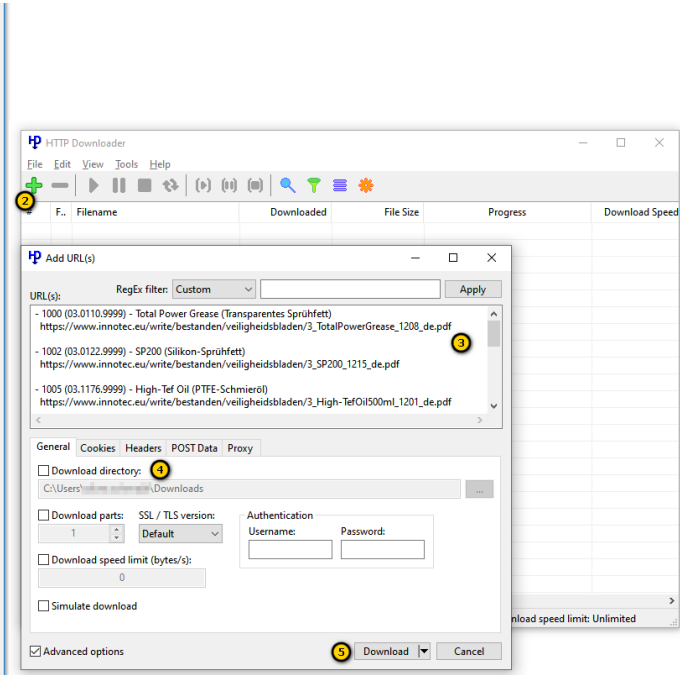 HTTP Downloader
File Edit View Tools Help
2
# F.. Filename Downloaded File Size Progress Download Speed
Add URL(s)
RegEx filter: Custom Apply
URL(s):
- 1000 (03.0110.9999) - Total Power Grease (Transparentes Sprühfett)
https://www.innotec.eu/write/bestanden/veiligheidsbladen/3_TotalPowerGrease_1208_de.pdf
3
- 1002 (03.0122.9999) - SP200 (Silikon-Sprühfett)
https://www.innotec.eu/write/bestanden/veiligheidsbladen/3_SP200_1215_de.pdf
- 1005 (03.1176.9999) - High-Tef Oil (PTFE-Schmieröl)
https://www.innotec.eu/write/bestanden/veiligheidsbladen/3_High-TefOil500ml_1201_de.pdf
General Cookies Headers POST Data Proxy
Download directory: 4
C:\Users\ \Downloads ...
Download parts: SSL / TLS version: Authentication
1 Default Username: Password:
Download speed limit (bytes/s):
0
Simulate download
nload speed limit: Unlimited
Advanced options 5 Download Cancel